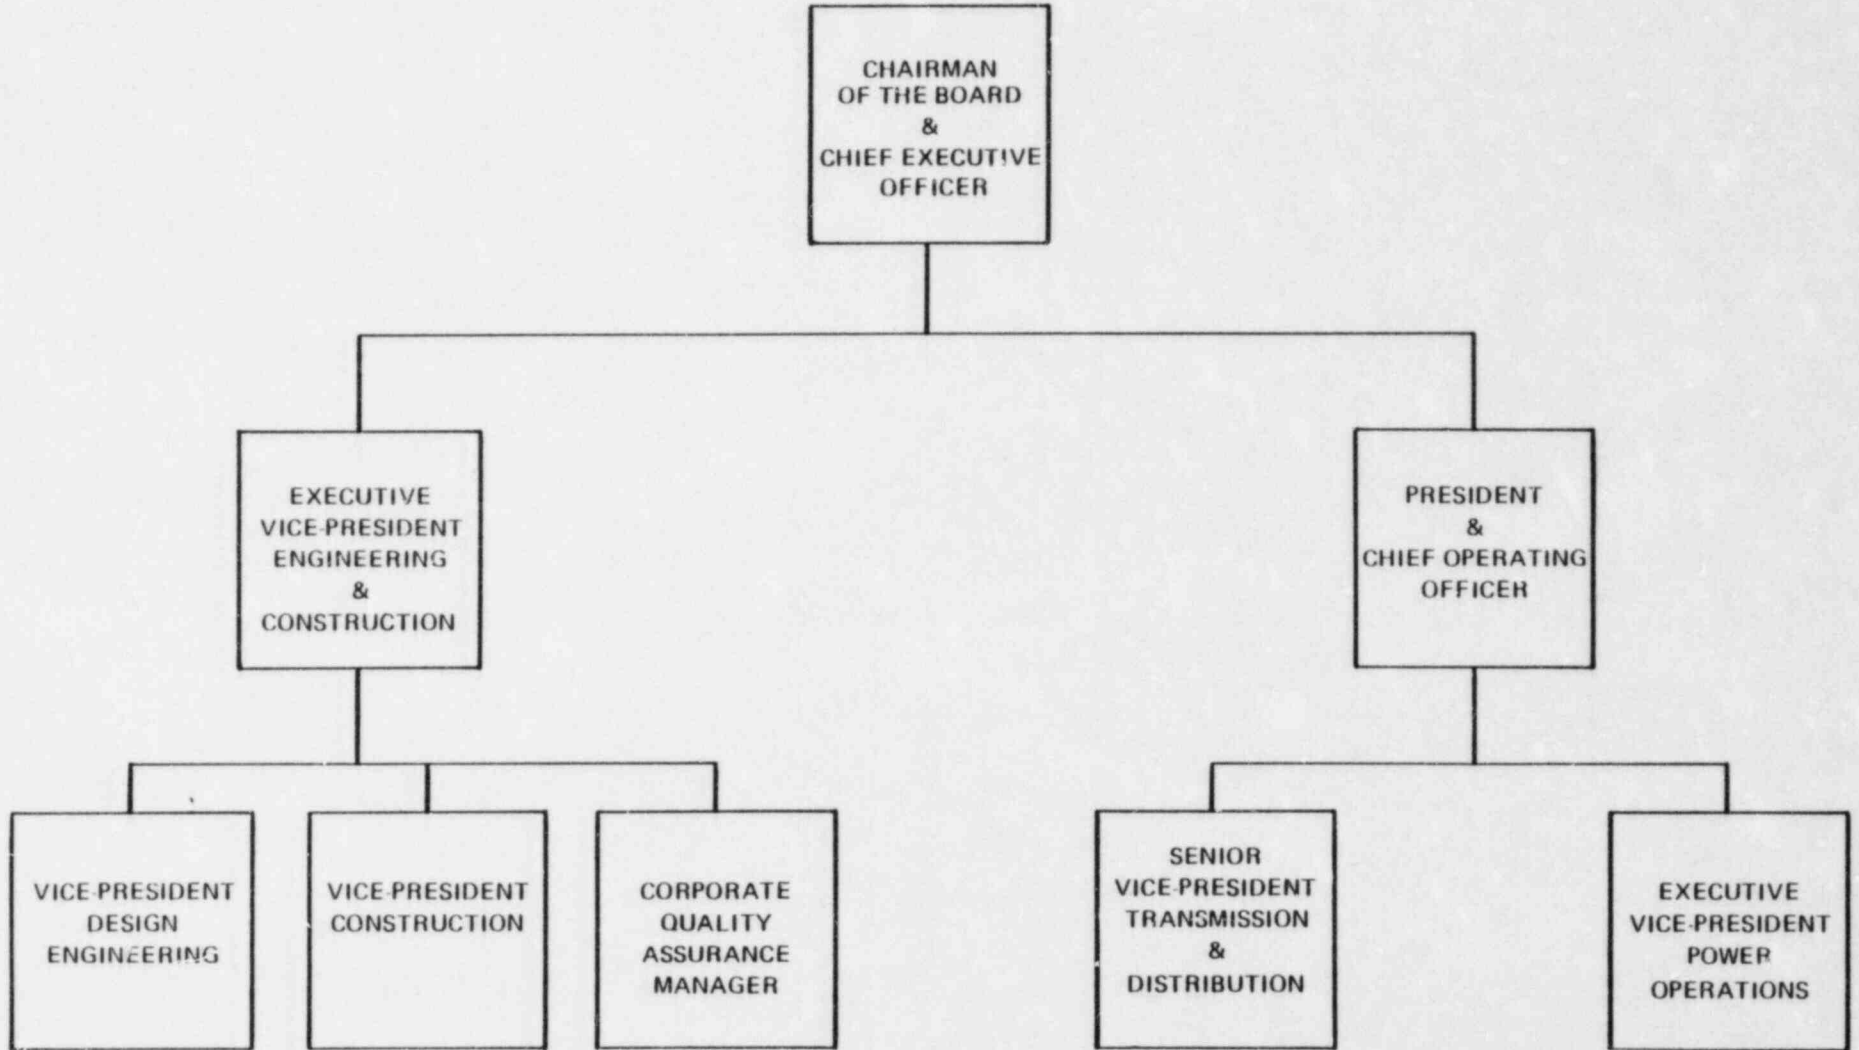 CHAIRMAN
OF THE BOARD
&
CHIEF EXECUTIVE
OFFICER
EXECUTIVE
VICE-PRESIDENT
ENGINEERING
&
CONSTRUCTION
PRESIDENT
&
CHIEF OPERATING
OFFICER
VICE-PRESIDENT
DESIGN
ENGINEERING
VICE-PRESIDENT
CONSTRUCTION
CORPORATE
QUALITY
ASSURANCE
MANAGER
SENIOR
VICE-PRESIDENT
TRANSMISSION
&
DISTRIBUTION
EXECUTIVE
VICE-PRESIDENT
POWER
OPERATIONS